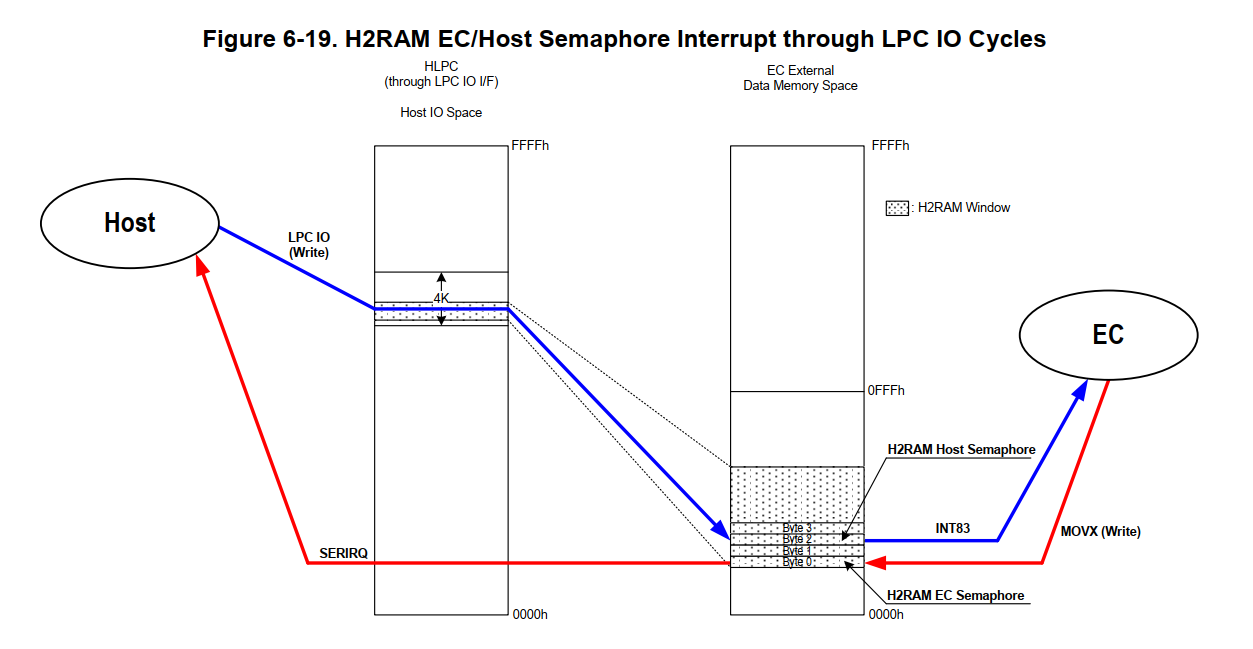 Figure 6-19. H2RAM EC/Host Semaphore Interrupt through LPC IO Cycles
HLPC
(through LPC IO I/F)
Host IO Space
EC External
Data Memory Space
FFFFh
FFFFh
: H2RAM Window
Host
LPC IO
(Write)
4K
EC
0FFFh
H2RAM Host Semaphore
Byte 3
Byte 2
Byte 1
Byte 0
INT83
MOVX (Write)
SERIRQ
H2RAM EC Semaphore
0000h
0000h